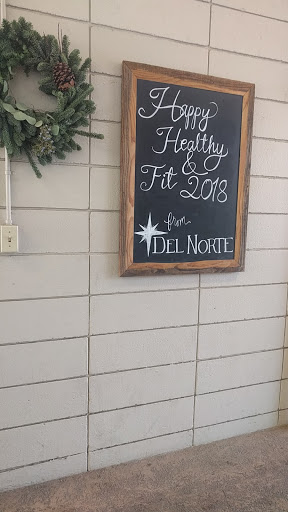 Happy
Healthy
&
Fit 2018
from
DEL NORTE